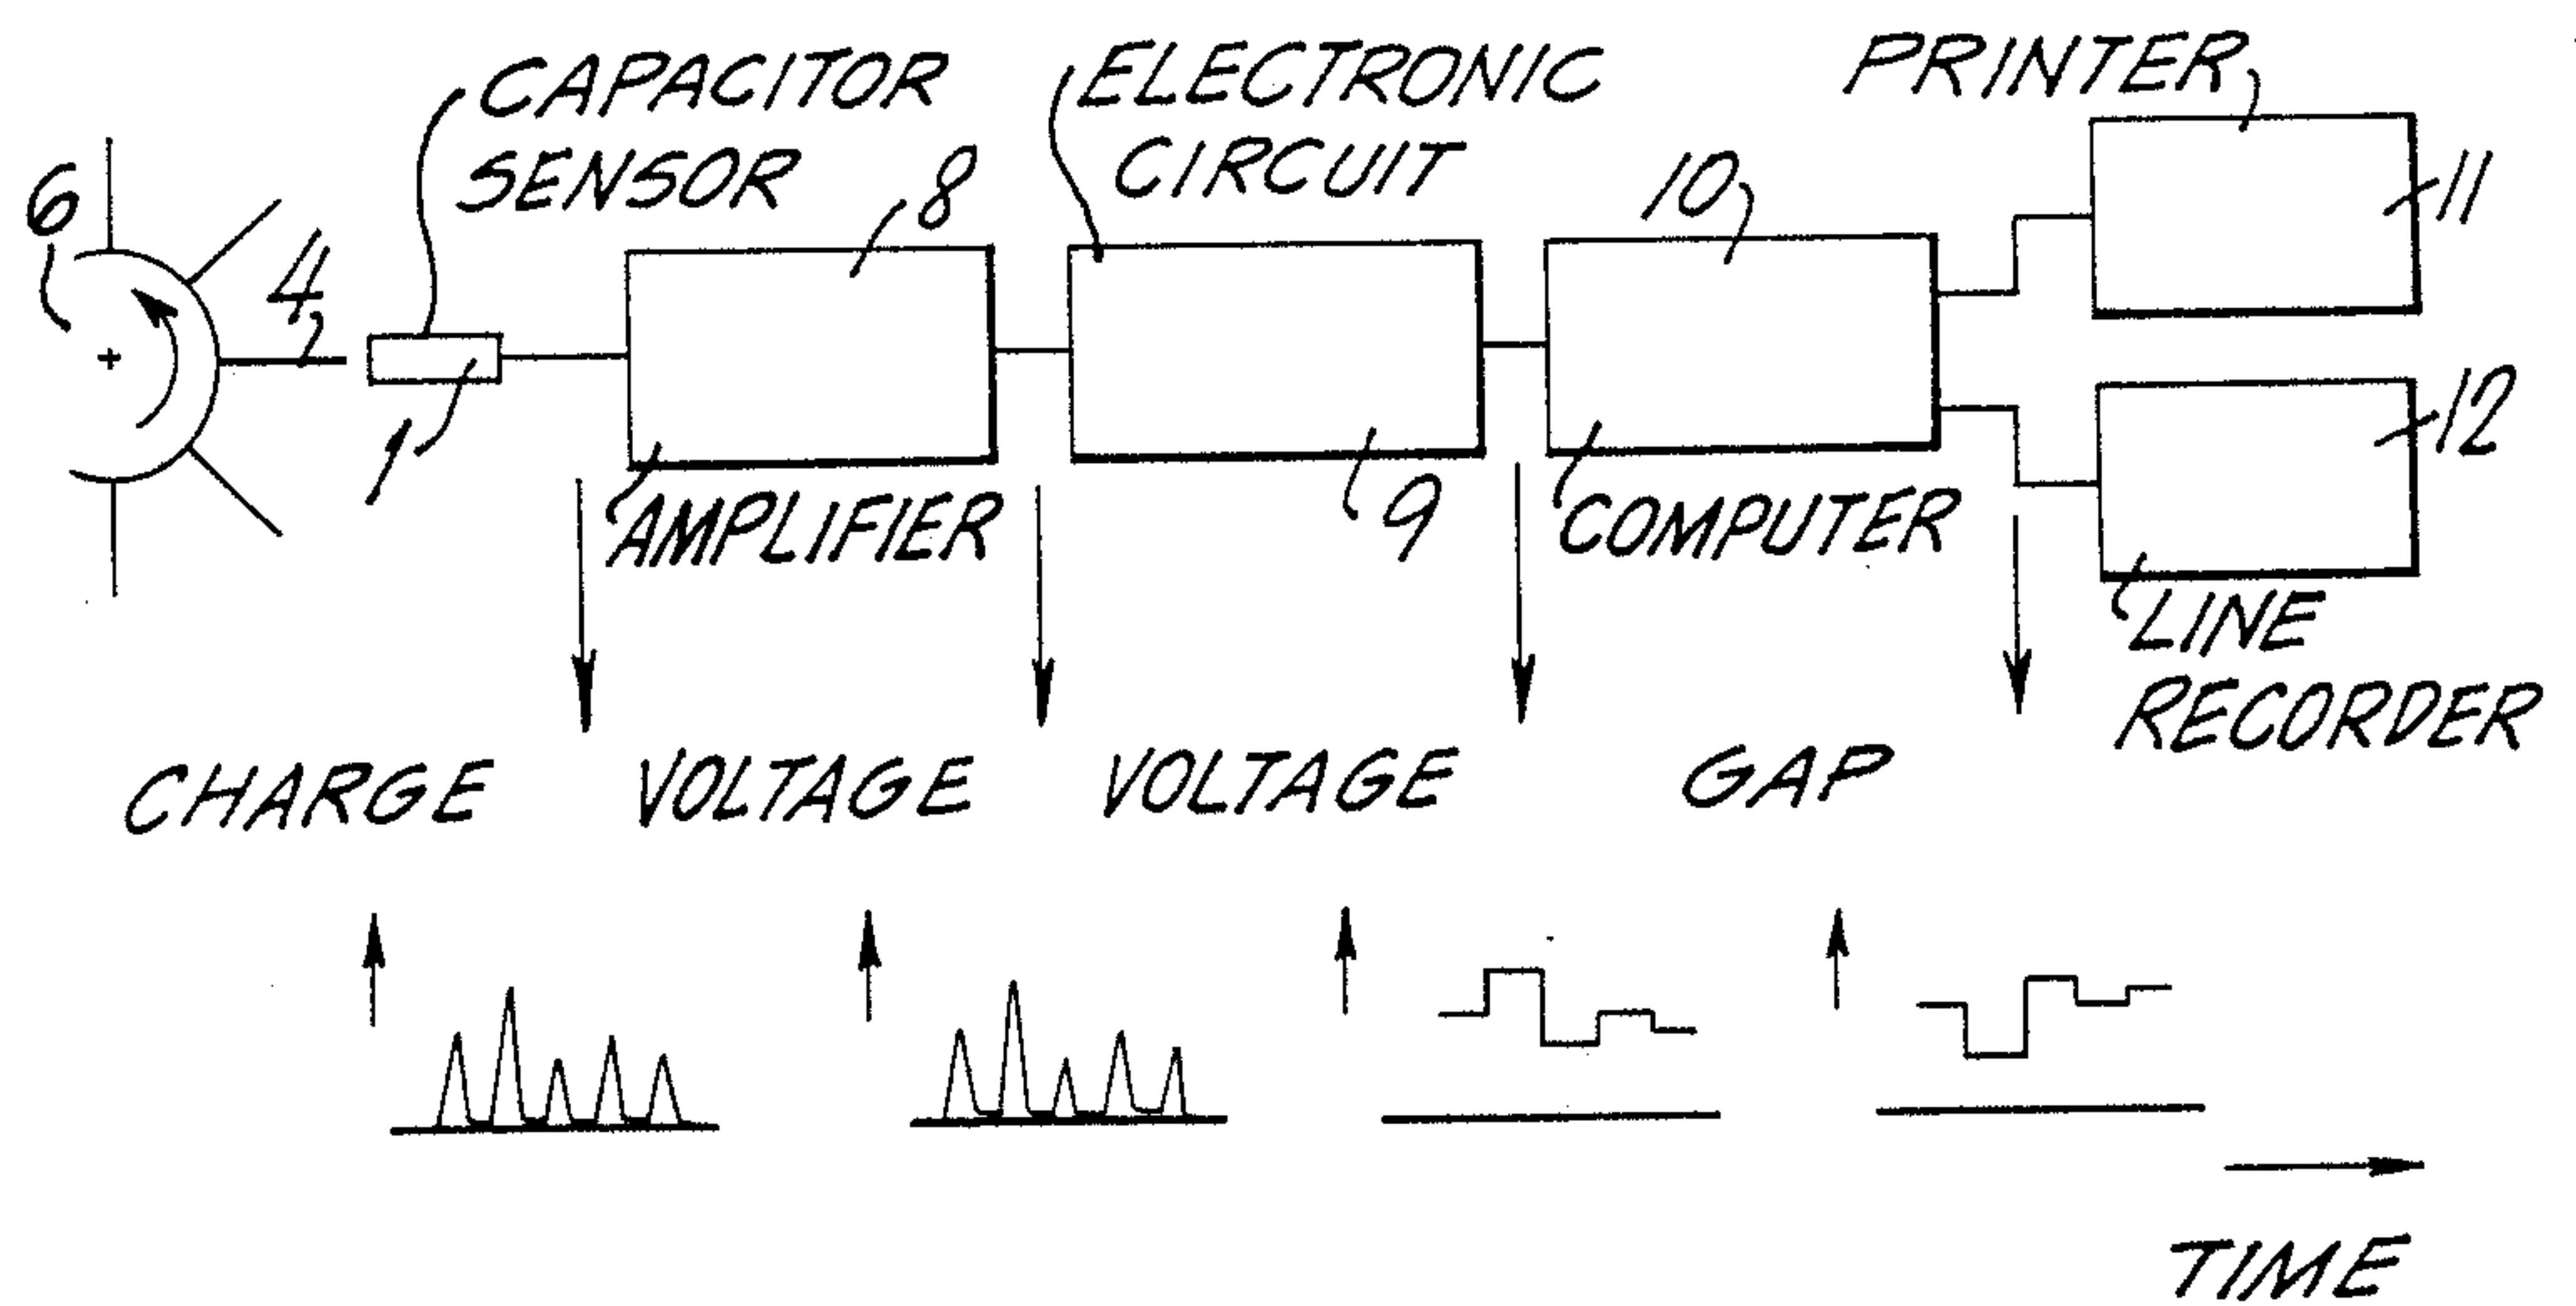 CAPACITOR
SENSOR
ELECTRONIC
CIRCUIT
PRINTER
6
4
8
10
11
1
AMPLIFIER
9
COMPUTER
12
LINE
RECORDER
CHARGE
VOLTAGE
VOLTAGE
GAP
TIME